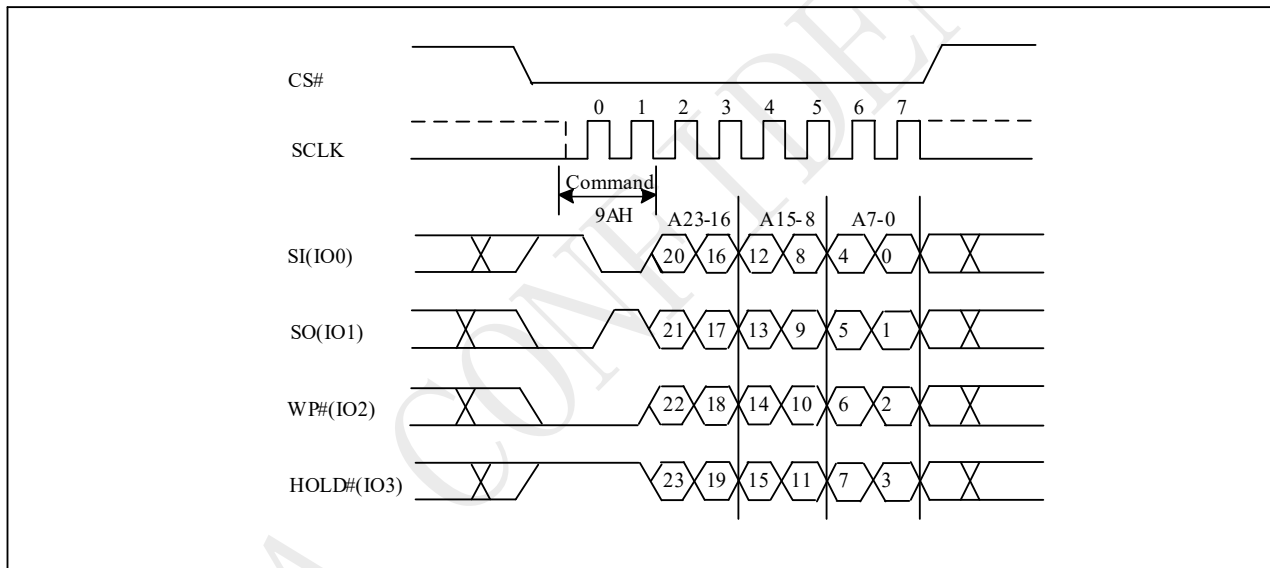 CONFIDEN
A
CS#
0 1 2 3 4 5 6 7
SCLK
Command
9AH
A23-16 A15-8 A7-0
SI(IO0) 20 16 12 8 4 0
SO(IO1) 21 17 13 9 5 1
WP#(IO2) 22 18 14 10 6 2
HOLD#(IO3) 23 19 15 11 7 3